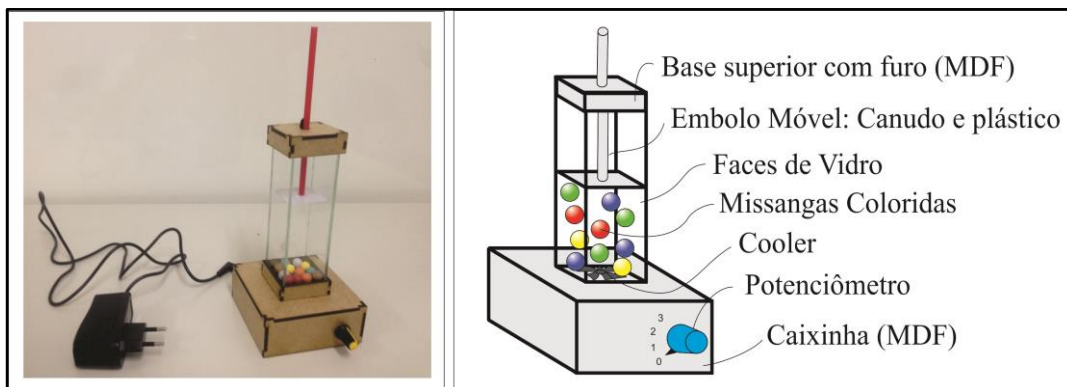 Base superior com furo (MDF)
Embolo Móvel: Canudo e plástico
Faces de Vidro
Missangas Coloridas
Cooler
Potenciômetro
3
2
1
0
Caixinha (MDF)